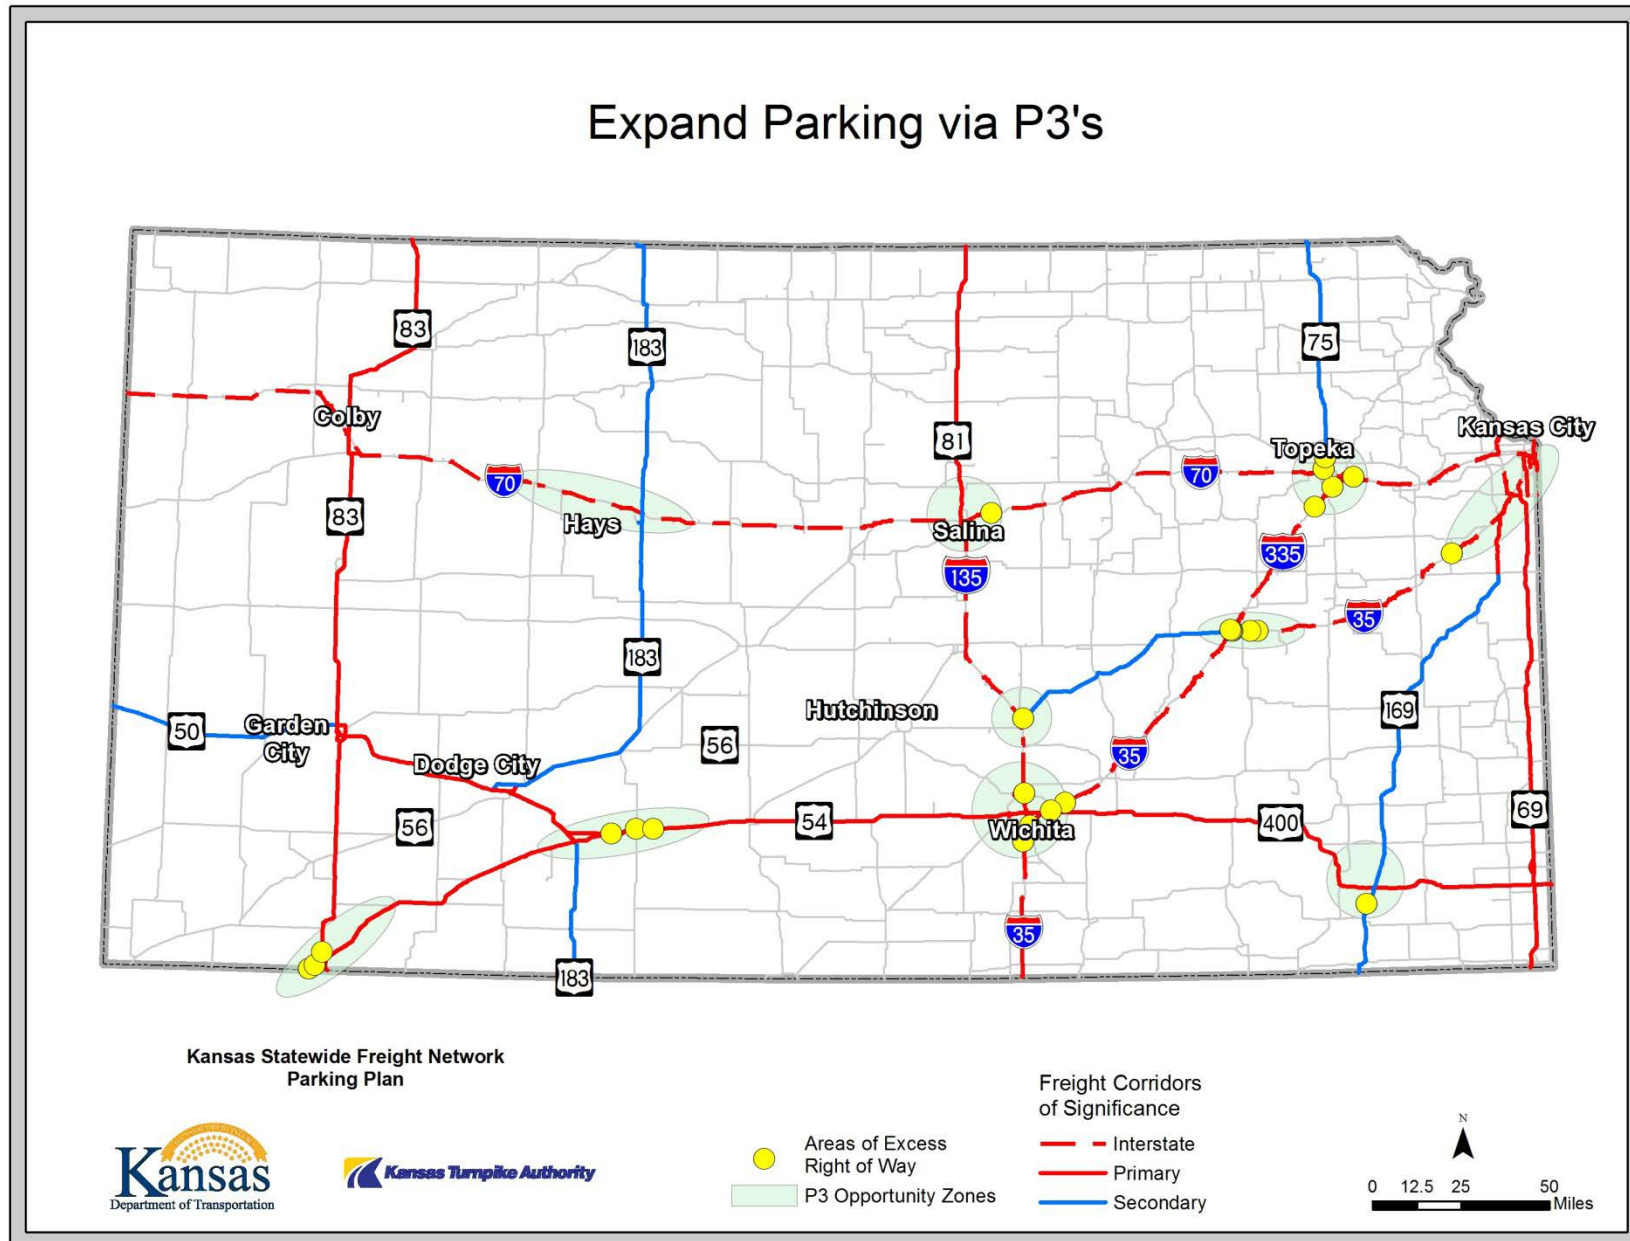 Expand Parking via P3's
83
183
75
Colby
81
Topeka
Kansas City
70
70
83
Hays
Salina
135
335
35
183
Hutchinson
169
50
Garden
City
56
35
Dodge City
56
54
Wichita
400
69
35
183
Kansas Statewide Freight Network
Parking Plan
Kansas
Department of Transportation
Kansas Turnpike Authority
Areas of Excess
Right of Way
P3 Opportunity Zones
Freight Corridors
of Significance
Interstate
Primary
Secondary
N
0 12.5 25 50
Miles